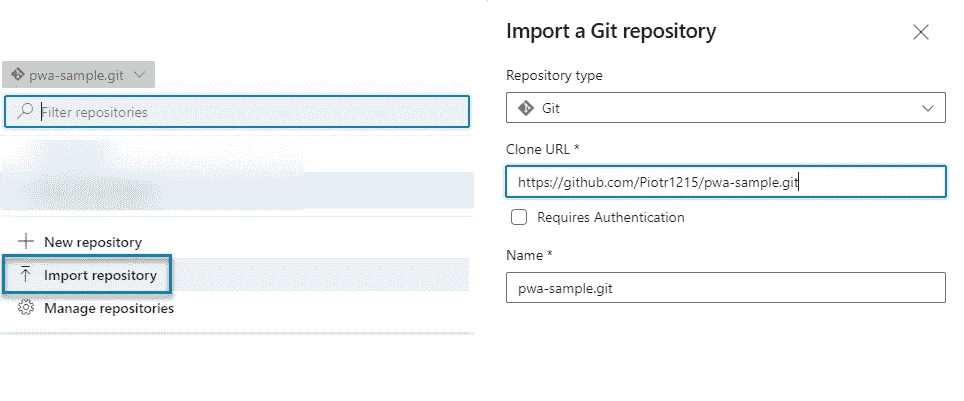 pwa-sample.git
Filter repositories
New repository
Import repository
Manage repositories
Import a Git repository
Repository type
Git
Clone URL *
https://github.com/Piotr1215/pwa-sample.git
Requires Authentication
Name *
pwa-sample.git